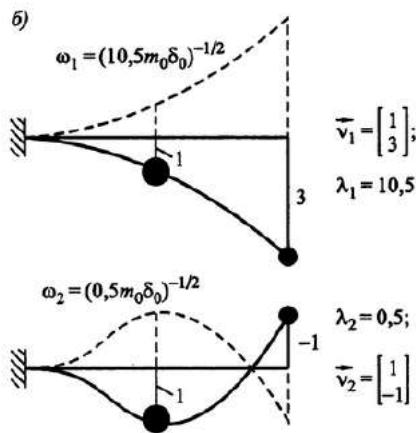 б)
ω₁ = (10,5m₀δ₀)^{-1/2}
1
3
v⃗₁ = [1 3];
λ₁ = 10,5
ω₂ = (0,5m₀δ₀)^{-1/2}
1
-1
λ₂ = 0,5;
v⃗₂ = [1 -1]